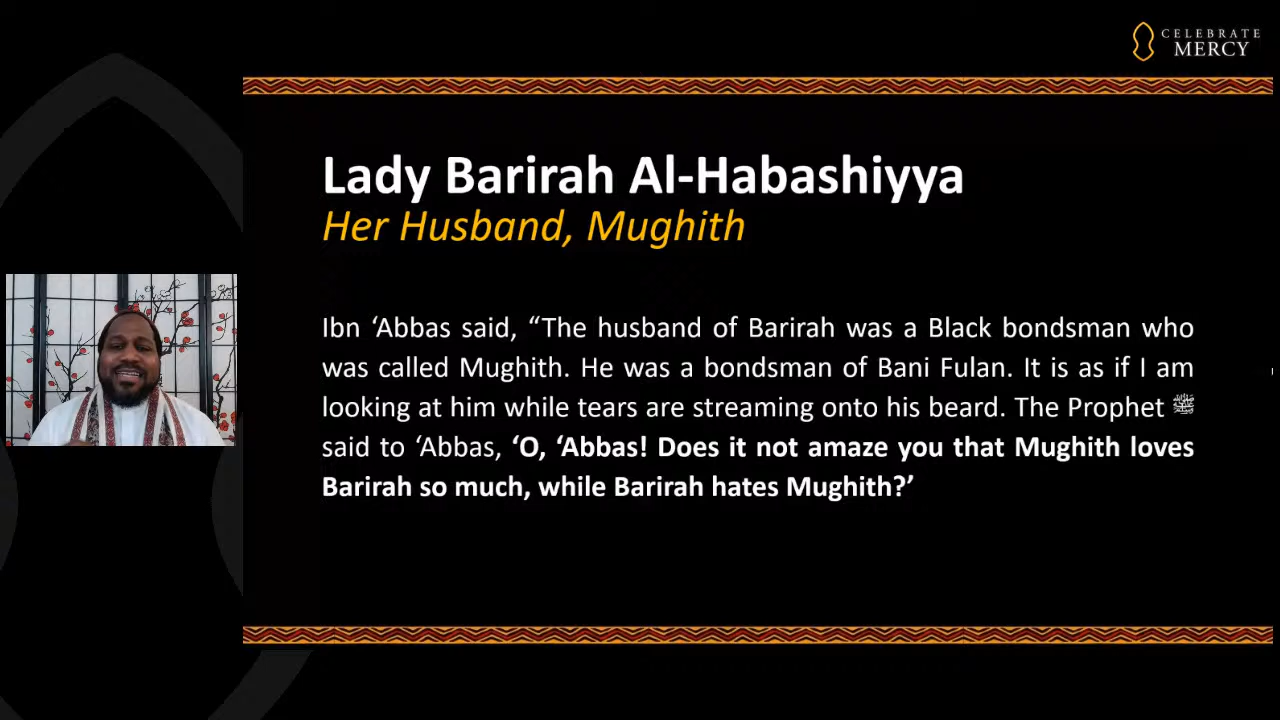 CELEBRATE
MERCY
Lady Barirah Al-Habashiyya
Her Husband, Mughith
Ibn ‘Abbas said, “The husband of Barirah was a Black bondsman who
was called Mughith. He was a bondsman of Bani Fulan. It is as if I am
looking at him while tears are streaming onto his beard. The Prophet ﷺ
said to ‘Abbas, ‘O, ‘Abbas! Does it not amaze you that Mughith loves
Barirah so much, while Barirah hates Mughith?’